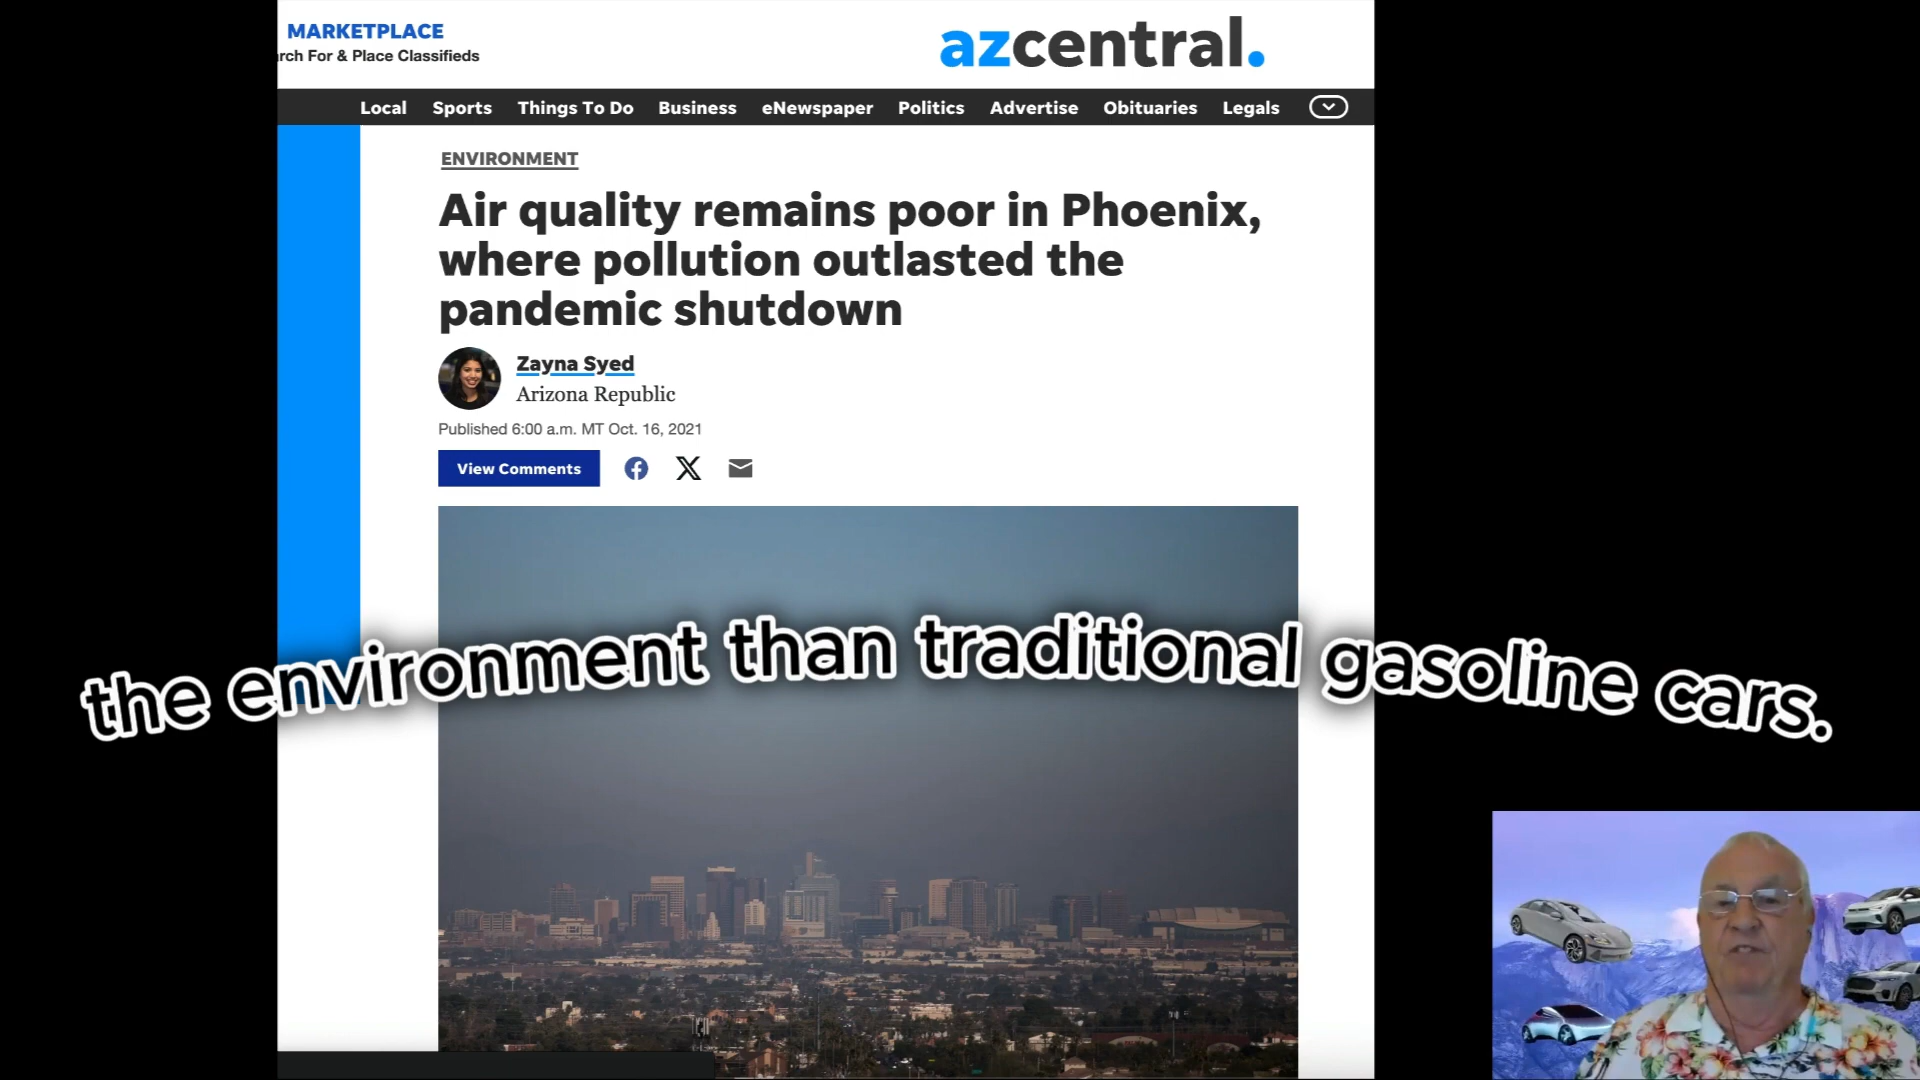 MARKETPLACE
rch For & Place Classifieds
azcentral.
Local Sports Things To Do Business eNewspaper Politics Advertise Obituaries Legals
ENVIRONMENT
Air quality remains poor in Phoenix,
where pollution outlasted the
pandemic shutdown
Zayna Syed
Arizona Republic
Published 6:00 a.m. MT Oct. 16, 2021
View Comments
the environment than traditional gasoline cars.